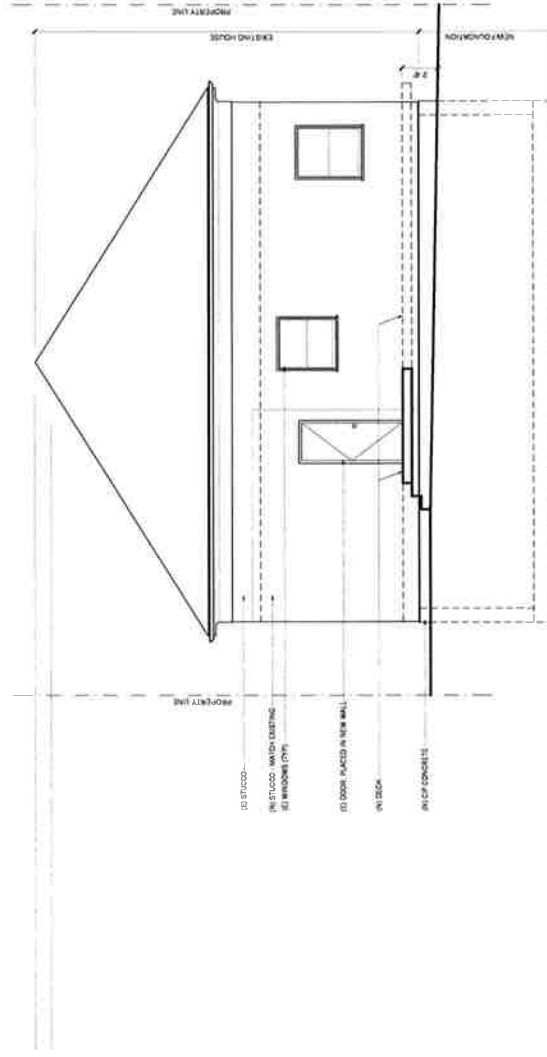 PROPERTY LINE
EXISTING HOUSE
NEW FOUNDATION
PROPERTY LINE
(E) STUCCO
(N) STUCCO - MATCH EXISTING
(E) WINDOWS (TYP)
(E) DOOR, PLACED IN NEW WALL
(N) DECK
(N) CIP CONCRETE